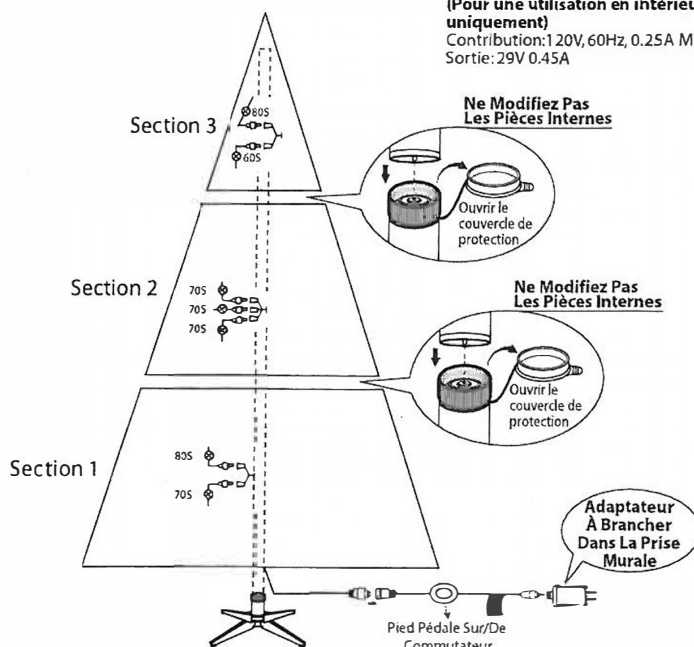 (Pour une utilisation en intérieu
uniquement)
Contribution:120V, 60Hz, 0.25A M
Sortie: 29V 0.45A
Ne Modifiez Pas
Les Pièces Internes
80S
Section 3
60S
Ouvrir le
couvercle de
protection
Section 2
70S
70S
70S
Ne Modifiez Pas
Les Pièces Internes
Ouvrir le
couvercle de
protection
80S
Section 1
70S
Adaptateur
À Brancher
Dans La Prise
Murale
Pied Pédale Sur/De
Commutateur